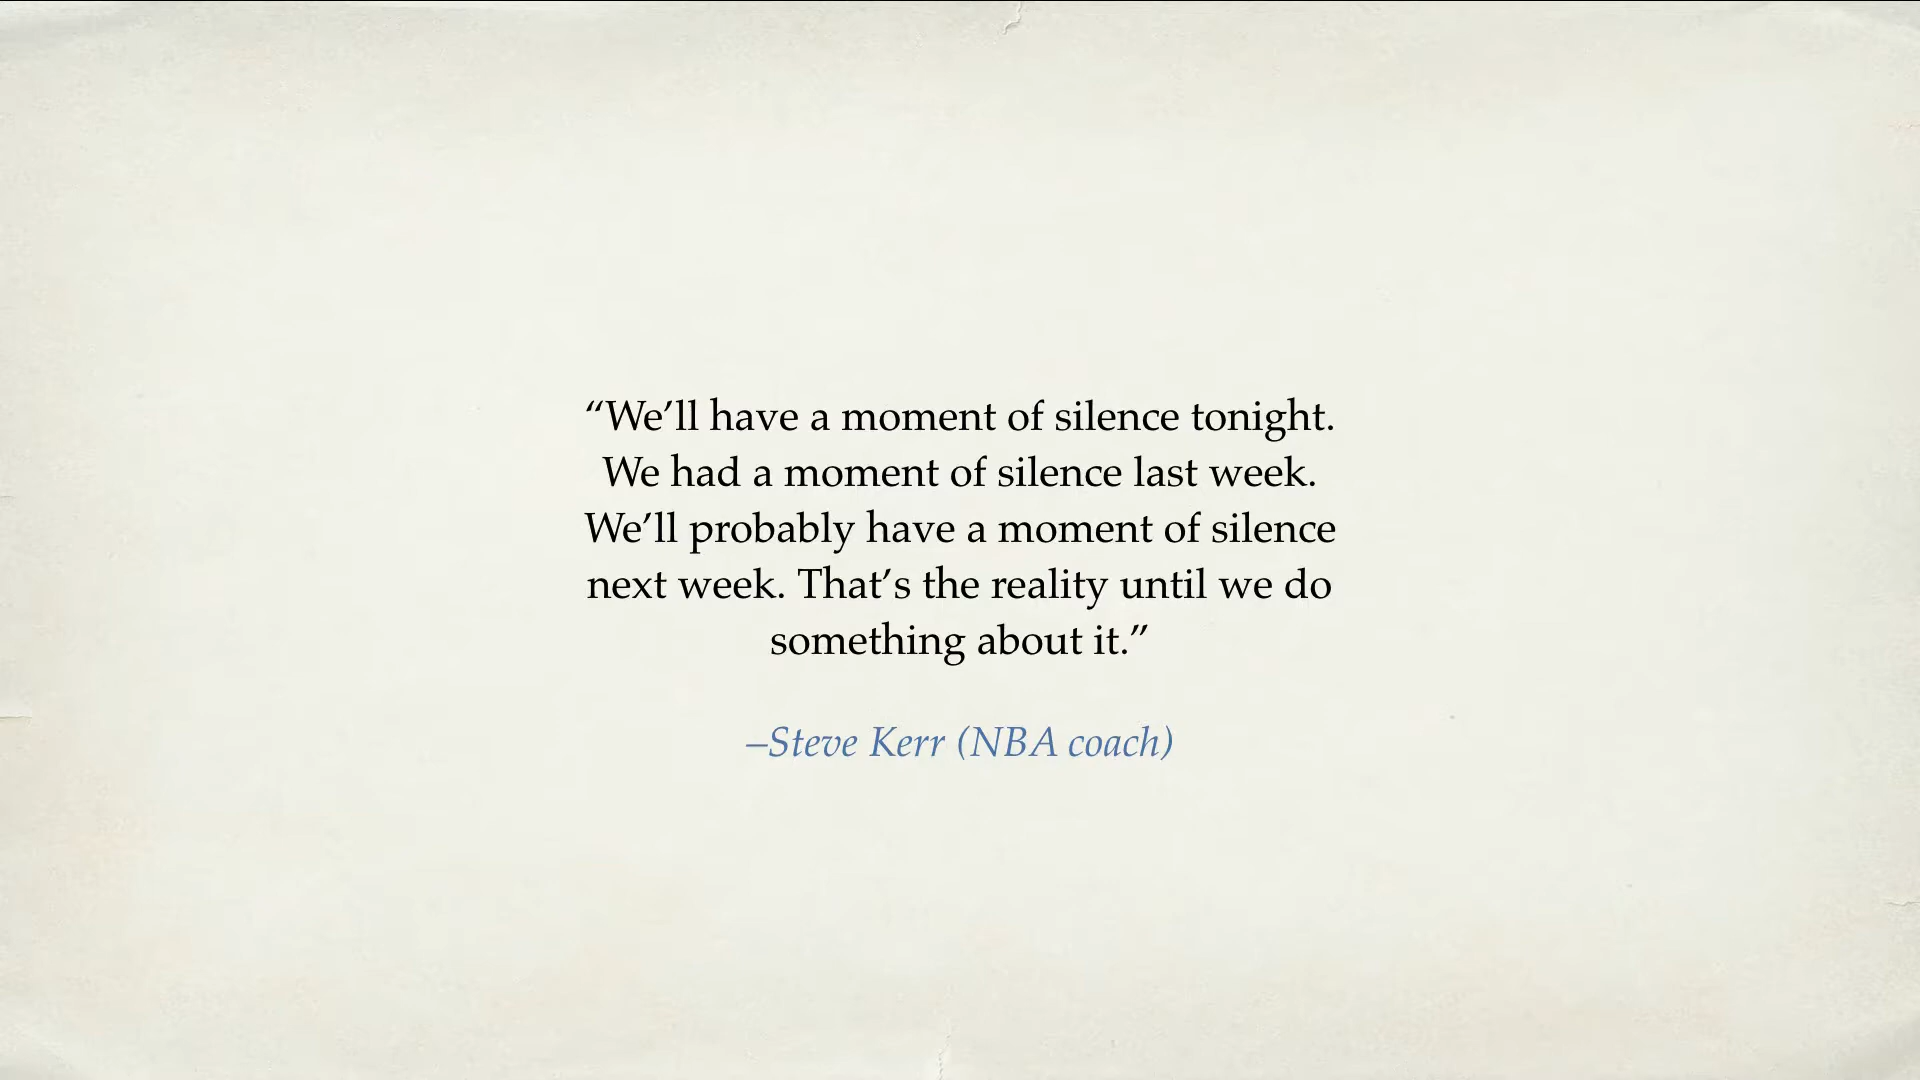 “We’ll have a moment of silence tonight.
We had a moment of silence last week.
We’ll probably have a moment of silence
next week. That’s the reality until we do
something about it.”
–Steve Kerr (NBA coach)